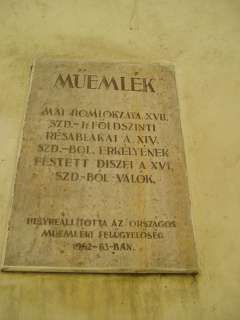 MŰEMLÉK
MAI HOMLOKZATA XVII.
SZD.-I: FÖLDSZINTI
RÉSABLAKAI A XIV.
SZD.-BÓL. ERKÉLYÉNEK
FESTETT DISZEI A XVI.
SZD.-BÓL VALÓK.
HELYREÁLLÍTOTTA AZ ORSZÁGOS
MŰEMLÉKI FELÜGYELŐSÉG
1962-63-BAN.